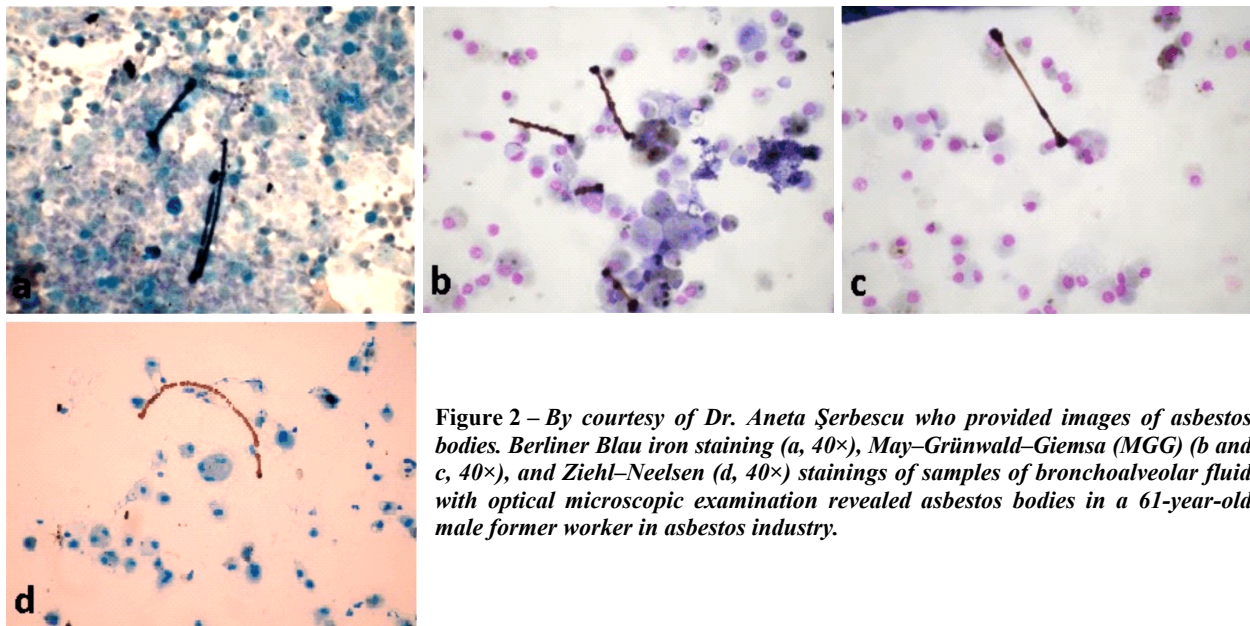 a
b
c
d
Figure 2 – By courtesy of Dr. Aneta Şerbescu who provided images of asbestos
bodies. Berliner Blau iron staining (a, 40×), May–Grünwald–Giemsa (MGG) (b and
c, 40×), and Ziehl–Neelsen (d, 40×) stainings of samples of bronchoalveolar fluid
with optical microscopic examination revealed asbestos bodies in a 61-year-old
male former worker in asbestos industry.